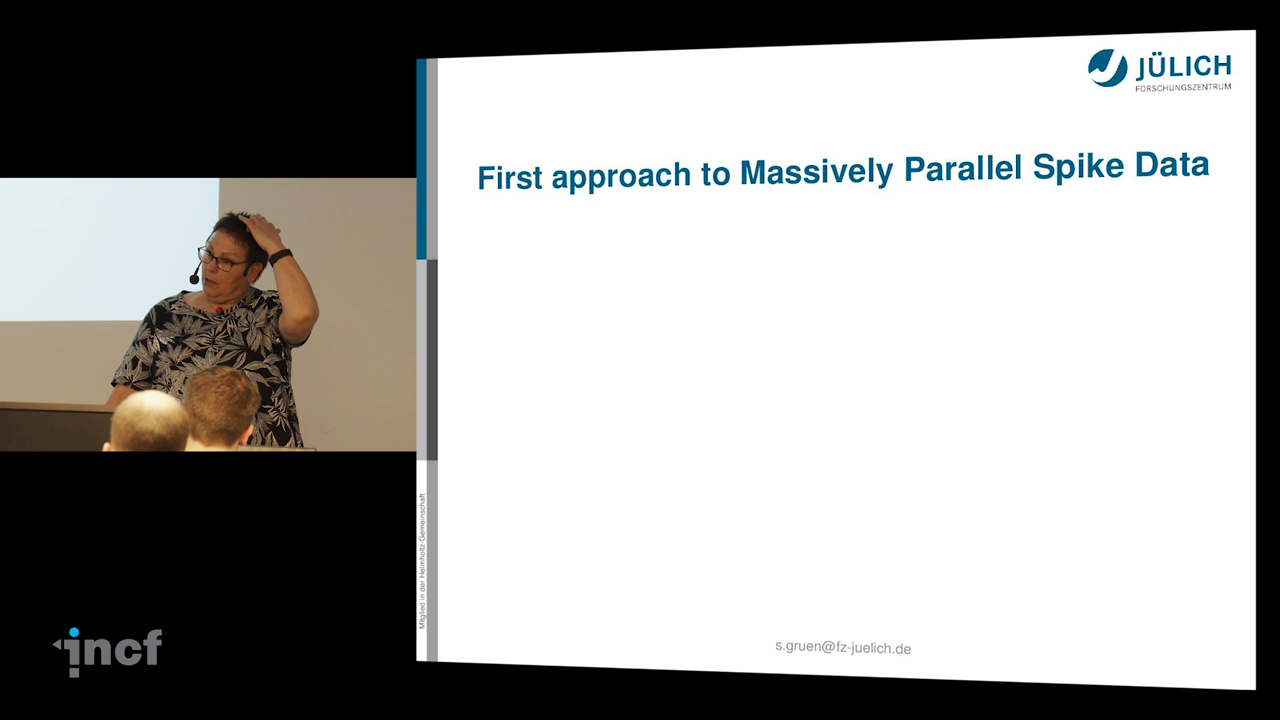 JÜLICH
FORSCHUNGSZENTRUM
First approach to Massively Parallel Spike Data
Mitglied in der Helmholtz-Gemeinschaft
s.gruen@fz-juelich.de
incf